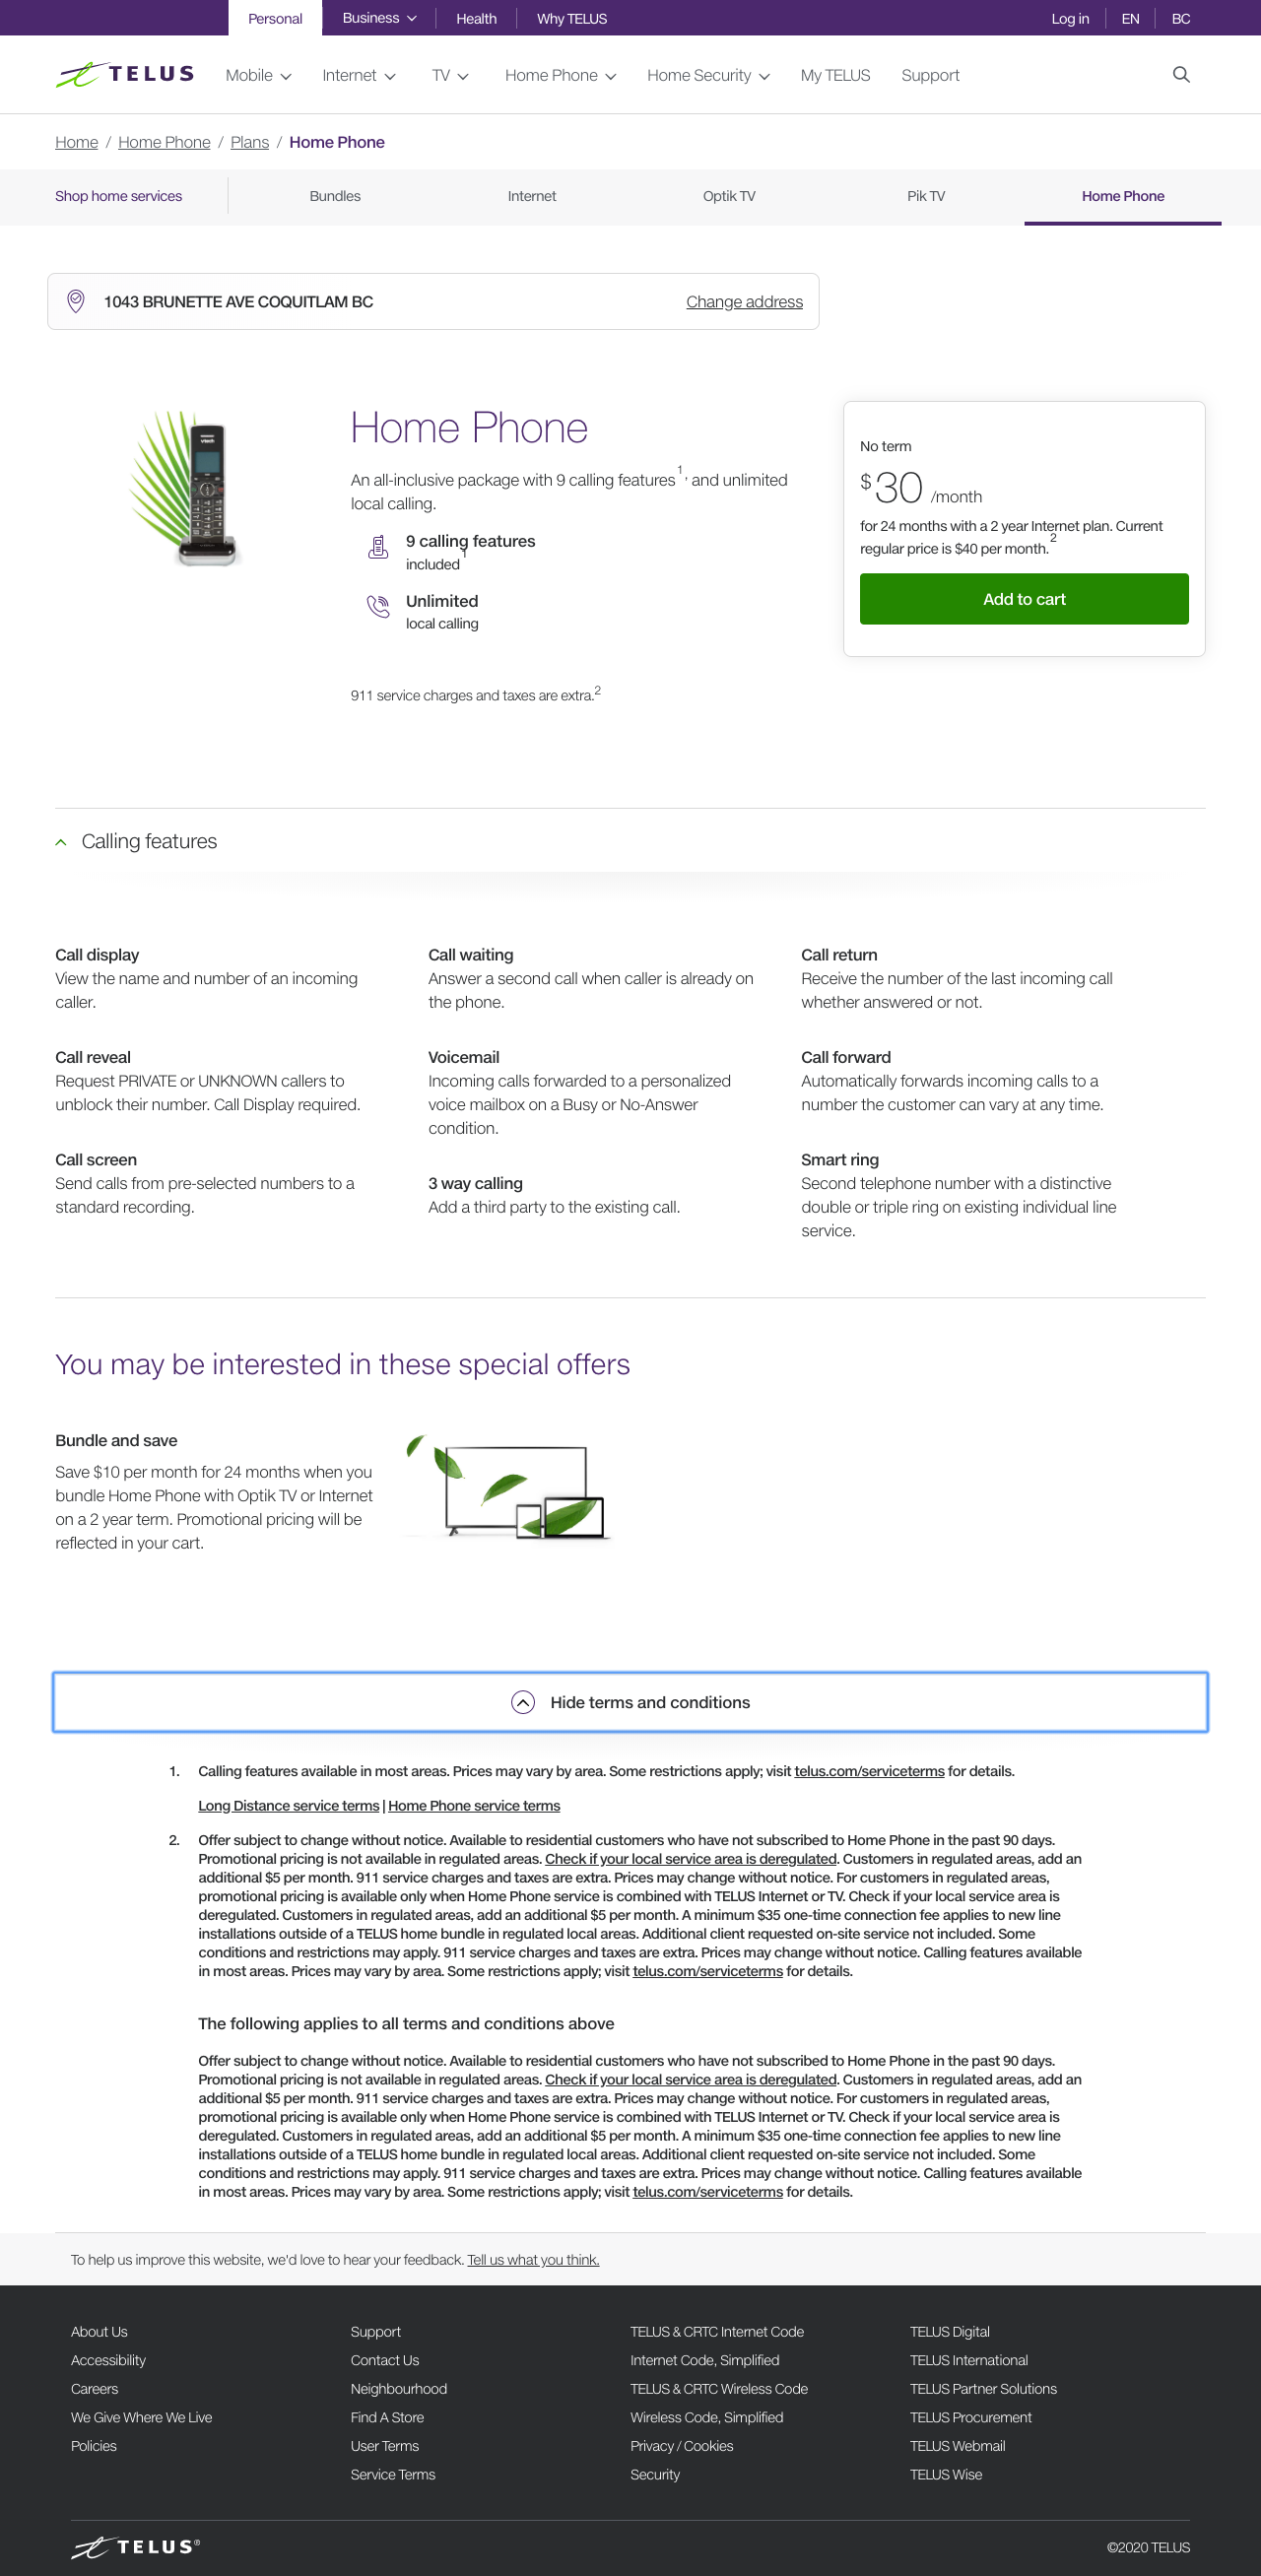 Personal Business Health Why TELUS Log in EN BC
TELUS Mobile Internet TV Home Phone Home Security My TELUS Support
Home / Home Phone / Plans / Home Phone
Shop home services Bundles Internet Optik TV Pik TV Home Phone
1043 BRUNETTE AVE COQUITLAM BC Change address
vtech
Home Phone
An all-inclusive package with 9 calling features1, and unlimited
local calling.
9 calling features
included1
Unlimited
local calling
911 service charges and taxes are extra.2
No term
$30 /month
for 24 months with a 2 year Internet plan. Current
regular price is $40 per month.2
Add to cart
Calling features
Call display
View the name and number of an incoming
caller.
Call waiting
Answer a second call when caller is already on
the phone.
Call return
Receive the number of the last incoming call
whether answered or not.
Call reveal
Request PRIVATE or UNKNOWN callers to
unblock their number. Call Display required.
Voicemail
Incoming calls forwarded to a personalized
voice mailbox on a Busy or No-Answer
condition.
Call forward
Automatically forwards incoming calls to a
number the customer can vary at any time.
Call screen
Send calls from pre-selected numbers to a
standard recording.
3 way calling
Add a third party to the existing call.
Smart ring
Second telephone number with a distinctive
double or triple ring on existing individual line
service.
You may be interested in these special offers
Bundle and save
Save $10 per month for 24 months when you
bundle Home Phone with Optik TV or Internet
on a 2 year term. Promotional pricing will be
reflected in your cart.
Hide terms and conditions
1. Calling features available in most areas. Prices may vary by area. Some restrictions apply; visit telus.com/serviceterms for details.
Long Distance service terms | Home Phone service terms
2. Offer subject to change without notice. Available to residential customers who have not subscribed to Home Phone in the past 90 days.
Promotional pricing is not available in regulated areas. Check if your local service area is deregulated. Customers in regulated areas, add an
additional $5 per month. 911 service charges and taxes are extra. Prices may change without notice. For customers in regulated areas,
promotional pricing is available only when Home Phone service is combined with TELUS Internet or TV. Check if your local service area is
deregulated. Customers in regulated areas, add an additional $5 per month. A minimum $35 one-time connection fee applies to new line
installations outside of a TELUS home bundle in regulated local areas. Additional client requested on-site service not included. Some
conditions and restrictions may apply. 911 service charges and taxes are extra. Prices may change without notice. Calling features available
in most areas. Prices may vary by area. Some restrictions apply; visit telus.com/serviceterms for details.
The following applies to all terms and conditions above
Offer subject to change without notice. Available to residential customers who have not subscribed to Home Phone in the past 90 days.
Promotional pricing is not available in regulated areas. Check if your local service area is deregulated. Customers in regulated areas, add an
additional $5 per month. 911 service charges and taxes are extra. Prices may change without notice. For customers in regulated areas,
promotional pricing is available only when Home Phone service is combined with TELUS Internet or TV. Check if your local service area is
deregulated. Customers in regulated areas, add an additional $5 per month. A minimum $35 one-time connection fee applies to new line
installations outside of a TELUS home bundle in regulated local areas. Additional client requested on-site service not included. Some
conditions and restrictions may apply. 911 service charges and taxes are extra. Prices may change without notice. Calling features available
in most areas. Prices may vary by area. Some restrictions apply; visit telus.com/serviceterms for details.
To help us improve this website, we'd love to hear your feedback. Tell us what you think.
About Us
Accessibility
Careers
We Give Where We Live
Policies
Support
Contact Us
Neighbourhood
Find A Store
User Terms
Service Terms
TELUS & CRTC Internet Code
Internet Code, Simplified
TELUS & CRTC Wireless Code
Wireless Code, Simplified
Privacy / Cookies
Security
TELUS Digital
TELUS International
TELUS Partner Solutions
TELUS Procurement
TELUS Webmail
TELUS Wise
TELUS® ©2020 TELUS